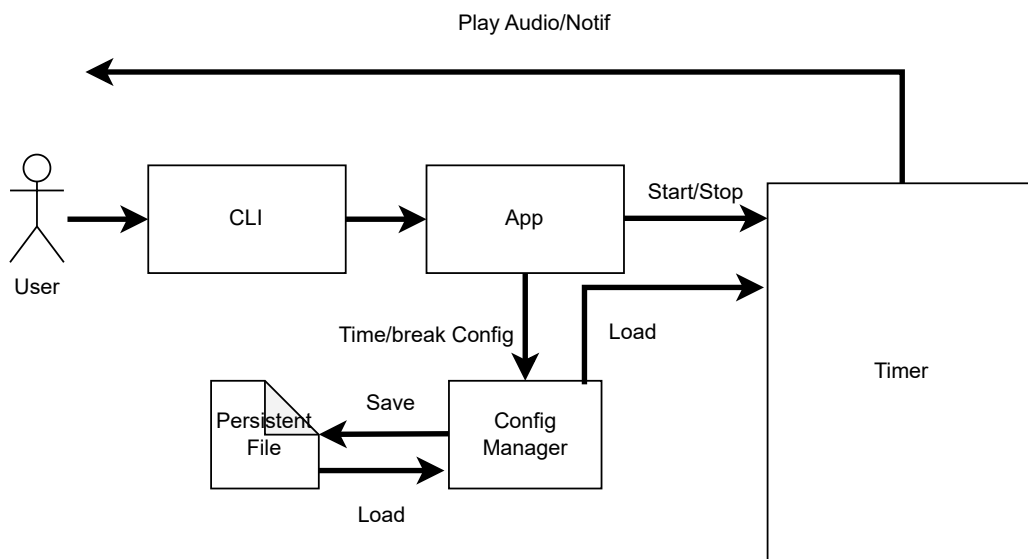 Play Audio/Notif
CLI
App
Start/Stop
User
Time/break Config
Load
Timer
Persistent
File
Save
Config
Manager
Load